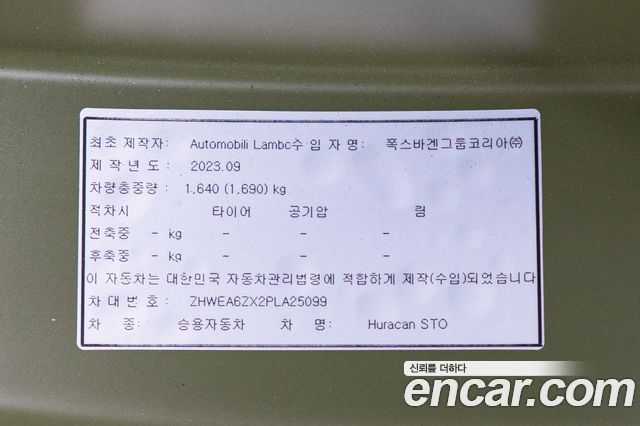 최초 제작자: Automobili Lambo수 입 자 명: 폭스바겐그룹코리아㈜
제 작 년 도 : 2023.09
차량총중량: 1,640 (1,690) kg
적차시 타이어 공기압 림
전축중 - kg - - -
후축중 - kg - - -
이 자동차는 대한민국 자동차관리법령에 적합하게 제작(수입)되었습니다
차 대 번 호 : ZHWEA6ZX2PLA25099
차 종: 승용자동차 차 명: Huracan STO
신뢰를 더하다
encar.com